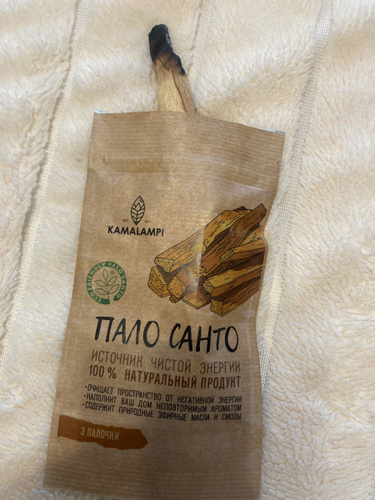 KAMALAMPI
ПАЛО САНТО
ИСТОЧНИК ЧИСТОЙ ЭНЕРГИИ
100% НАТУРАЛЬНЫЙ ПРОДУКТ
•ОЧИЩАЕТ ПРОСТРАНСТВО ОТ НЕГАТИВНОЙ ЭНЕРГИИ
•НАПОЛНИТ ВАШ ДОМ НЕПОВТОРИМЫМ АРОМАТОМ
•СОДЕРЖИТ ПРИРОДНЫЕ ЭФИРНЫЕ МАСЛА И СМОЛЫ
3 ПАЛОЧКИ